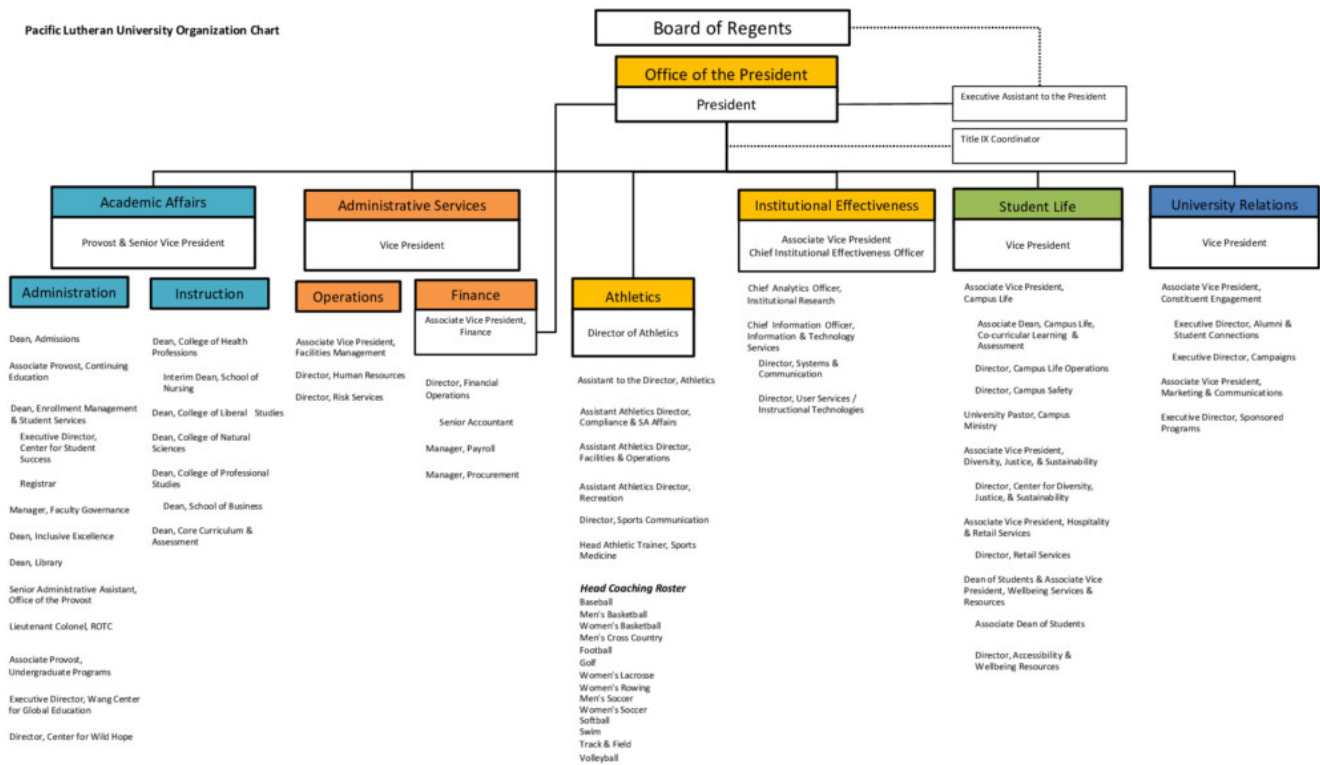 Pacific Lutheran University Organization Chart
Board of Regents
Office of the President
President
Executive Assistant to the President
Title IX Coordinator
Academic Affairs
Provost & Senior Vice President
Administration
Dean, Admissions
Associate Provost, Continuing
Education
Dean, Enrollment Management
& Student Services
Executive Director,
Center for Student
Success
Registrar
Manager, Faculty Governance
Dean, Inclusive Excellence
Dean, Library
Senior Administrative Assistant,
Office of the Provost
Lieutenant Colonel, ROTC
Associate Provost,
Undergraduate Programs
Executive Director, Wang Center
for Global Education
Director, Center for Wild Hope
Instruction
Dean, College of Health
Professions
Interim Dean, School of
Nursing
Dean, College of Liberal Studies
Dean, College of Natural
Sciences
Dean, College of Professional
Studies
Dean, School of Business
Dean, Core Curriculum &
Assessment
Administrative Services
Vice President
Operations
Associate Vice President,
Facilities Management
Director, Human Resources
Director, Risk Services
Finance
Associate Vice President,
Finance
Director, Financial
Operations
Senior Accountant
Manager, Payroll
Manager, Procurement
Athletics
Director of Athletics
Assistant to the Director, Athletics
Assistant Athletics Director,
Compliance & SA Affairs
Assistant Athletics Director,
Facilities & Operations
Assistant Athletics Director,
Recreation
Director, Sports Communication
Head Athletic Trainer, Sports
Medicine
Head Coaching Roster
Baseball
Men's Basketball
Women's Basketball
Men's Cross Country
Football
Golf
Women's Lacrosse
Women's Rowing
Men's Soccer
Women's Soccer
Softball
Swim
Track & Field
Volleyball
Institutional Effectiveness
Associate Vice President
Chief Institutional Effectiveness Officer
Chief Analytics Officer,
Institutional Research
Chief Information Officer,
Information & Technology
Services
Director, Systems &
Communication
Director, User Services /
Instructional Technologies
Student Life
Vice President
Associate Vice President,
Campus Life
Associate Dean, Campus Life,
Co-curricular Learning &
Assessment
Director, Campus Life Operations
Director, Campus Safety
University Pastor, Campus
Ministry
Associate Vice President,
Diversity, Justice, & Sustainability
Director, Center for Diversity,
Justice, & Sustainability
Associate Vice President, Hospitality
& Retail Services
Director, Retail Services
Dean of Students & Associate Vice
President, Wellbeing Services &
Resources
Associate Dean of Students
Director, Accessibility &
Wellbeing Resources
University Relations
Vice President
Associate Vice President,
Constituent Engagement
Executive Director, Alumni &
Student Connections
Executive Director, Campaigns
Associate Vice President,
Marketing & Communications
Executive Director, Sponsored
Programs